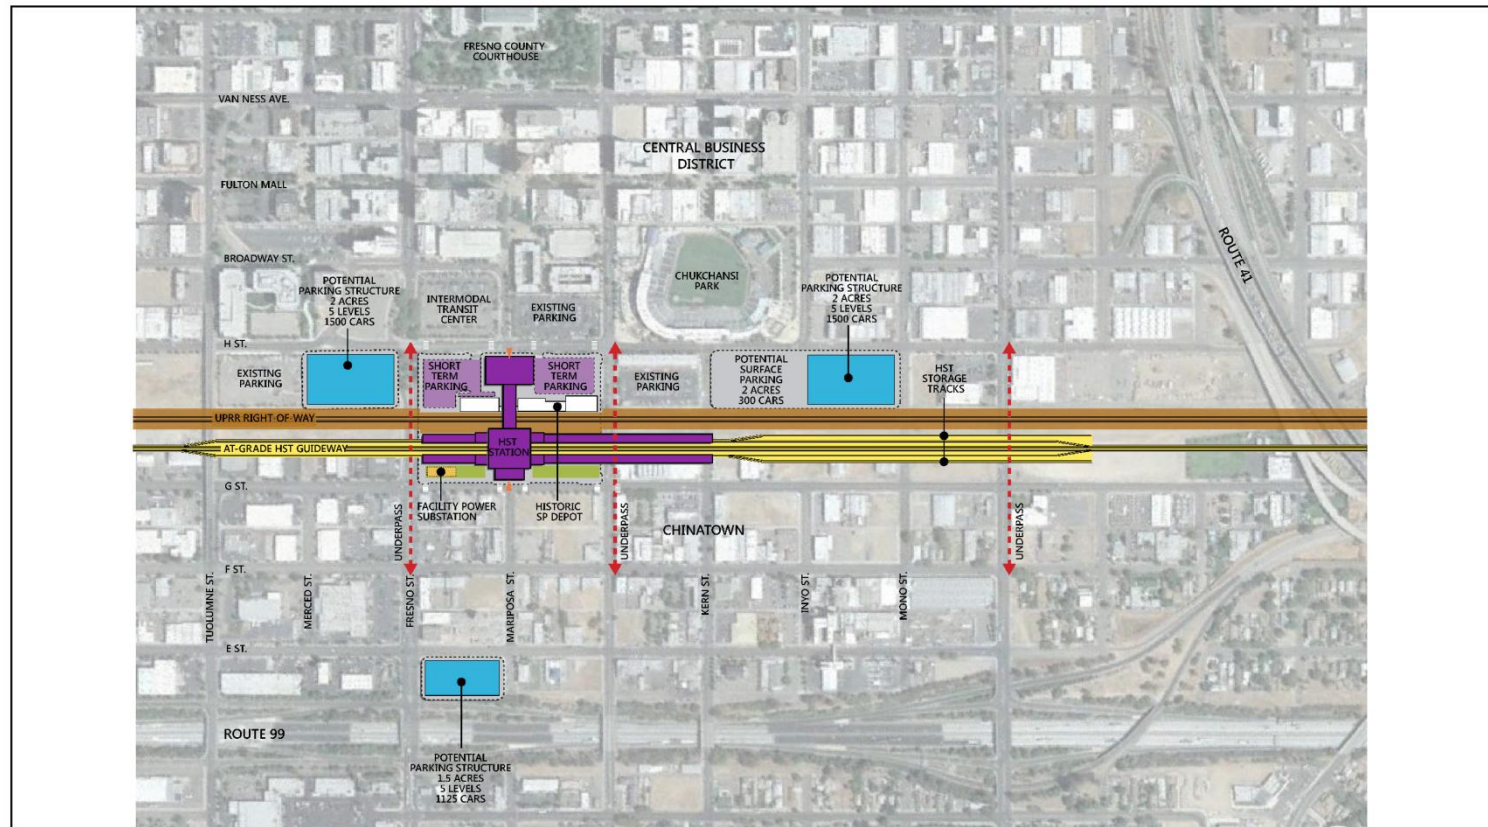 FRESNO COUNTY
COURTHOUSE
VAN NESS AVE.
CENTRAL BUSINESS
DISTRICT
FULTON MALL
BROADWAY ST.
ROUTE 41
POTENTIAL
PARKING STRUCTURE
2 ACRES
5 LEVELS
1500 CARS
INTERMODAL
TRANSIT
CENTER
EXISTING
PARKING
CHUKCHANSI
PARK
POTENTIAL
PARKING STRUCTURE
2 ACRES
5 LEVELS
1500 CARS
H ST.
EXISTING
PARKING
SHORT
TERM
PARKING
SHORT
TERM
PARKING
EXISTING
PARKING
POTENTIAL
SURFACE
PARKING
2 ACRES
300 CARS
HST
STORAGE
TRACKS
UPRR RIGHT-OF-WAY
AT-GRADE HST GUIDEWAY
HST
STATION
G ST.
FACILITY POWER
SUBSTATION
HISTORIC
SP DEPOT
CHINATOWN
UNDERPASS
UNDERPASS
UNDERPASS
F ST.
TUOLUMNE ST.
MERCED ST.
FRESNO ST.
MARIPOSA ST.
KERN ST.
INYO ST.
MONO ST.
E ST.
ROUTE 99
POTENTIAL
PARKING STRUCTURE
1.5 ACRES
5 LEVELS
1125 CARS